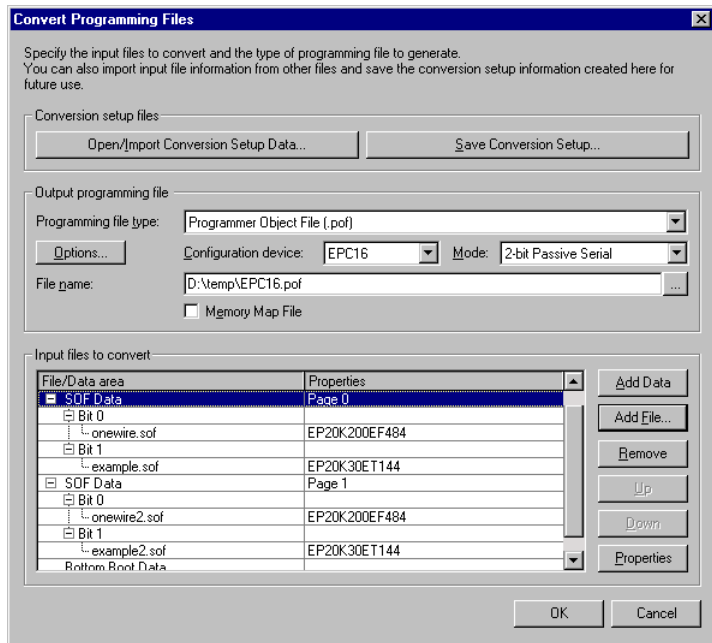 Convert Programming Files
Specify the input files to convert and the type of programming file to generate.
You can also import input file information from other files and save the conversion setup information created here for
future use.
Conversion setup files
Open/Import Conversion Setup Data... Save Conversion Setup...
Output programming file
Programming file type: Programmer Object File (.pof)
Options... Configuration device: EPC16 Mode: 2-bit Passive Serial
File name: D:\temp\EPC16.pof ...
Memory Map File
Input files to convert
File/Data area Properties Add Data
SOF Data Page 0
Bit 0 Add File...
onewire.sof EP20K200EF484
Bit 1 Remove
example.sof EP20K30ET144
SOF Data Page 1 Up
Bit 0
onewire2.sof EP20K200EF484 Down
Bit 1
example2.sof EP20K30ET144 Properties
Bottom Boot Data
OK Cancel